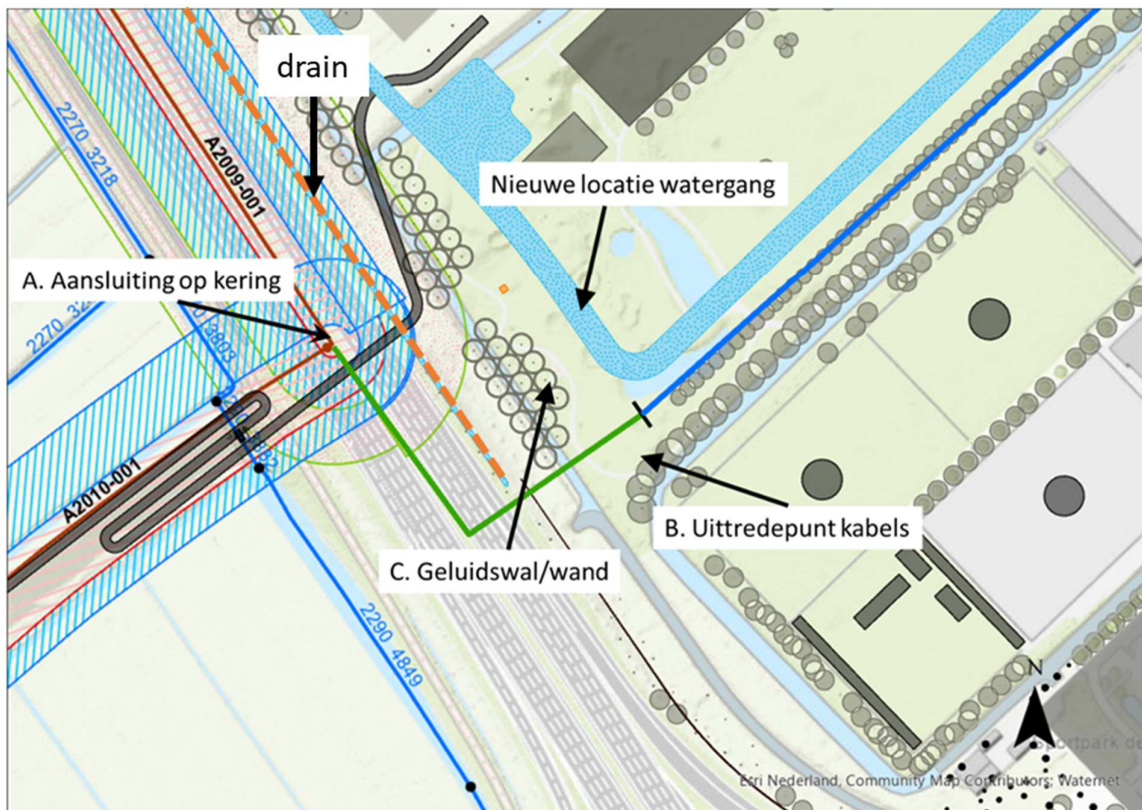 drain
2270_3218
A2009-001
Nieuwe locatie watergang
A. Aansluiting op kering
A2010-001
B. Uittredepunt kabels
C. Geluidswal/wand
2290_4849
N
Sportpark de
Esri Nederland, Community Map Contributors; Waternet